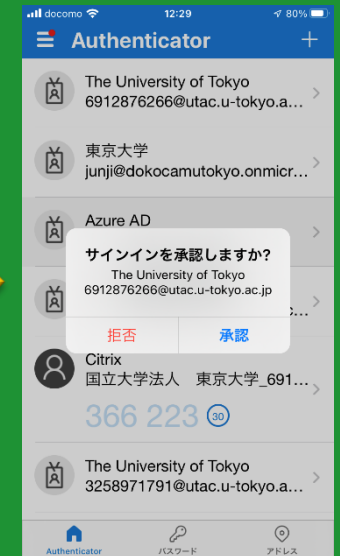 docomo 12:29 80%
Authenticator
The University of Tokyo
6912876266@utac.u-tokyo.a...
東京大学
junji@dokocamutokyo.onmicr...
Azure AD
サインインを承認しますか?
The University of Tokyo
6912876266@utac.u-tokyo.ac.jp
拒否 承認
Citrix
国立大学法人 東京大学_691...
366 223 30
The University of Tokyo
3258971791@utac.u-tokyo.a...
Authenticator パスワード アドレス